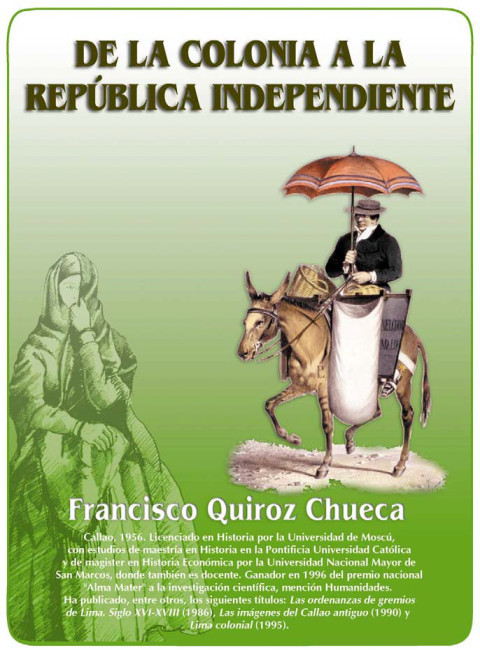 DE LA COLONIA A LA
REPÚBLICA INDEPENDIENTE
Francisco Quiroz Chueca
Callao, 1956. Licenciado en Historia por la Universidad de Moscú,
con estudios de maestría en Historia en la Pontificia Universidad Católica
y de magister en Historia Económica por la Universidad Nacional Mayor de
San Marcos, donde también es docente. Ganador en 1996 del premio nacional
"Alma Mater" a la investigación científica, mención Humanidades.
Ha publicado, entre otros, los siguientes títulos: Las ordenanzas de gremios
de Lima. Siglo XVI-XVIII (1986), Las imágenes del Callao antiguo (1990) y
Lima colonial (1995).